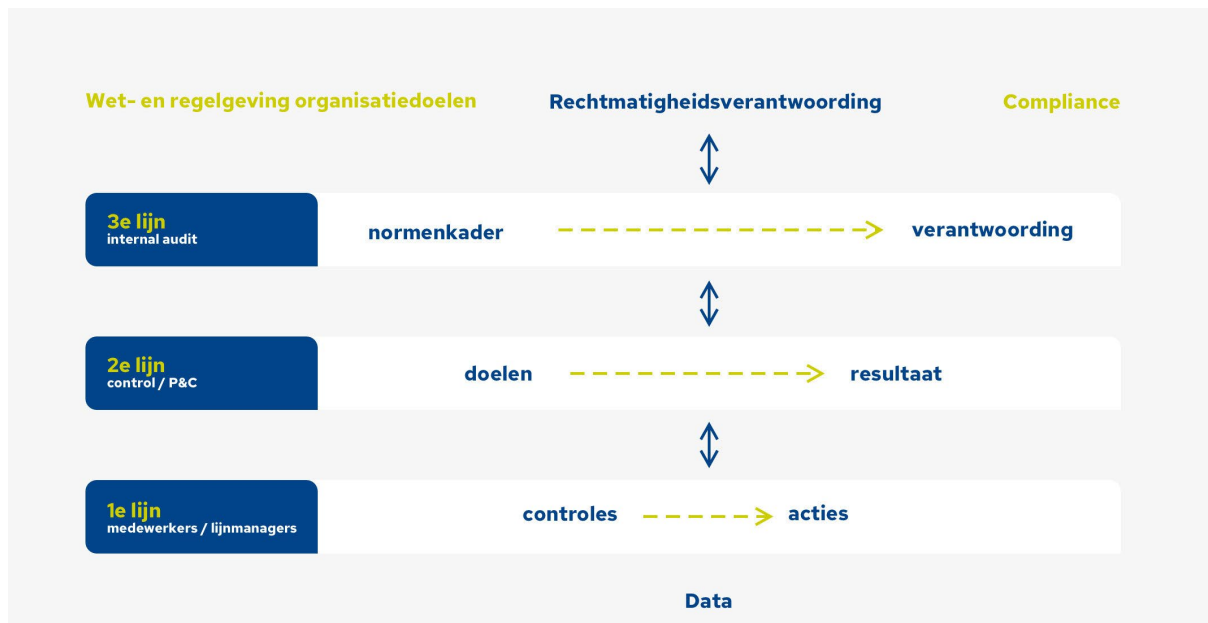 Wet- en regelgeving organisatiedoelen
Rechtmatigheidsverantwoording
Compliance
3e lijn
internal audit
normenkader
verantwoording
2e lijn
control / P&C
doelen
resultaat
1e lijn
medewerkers / lijnmanagers
controles
acties
Data